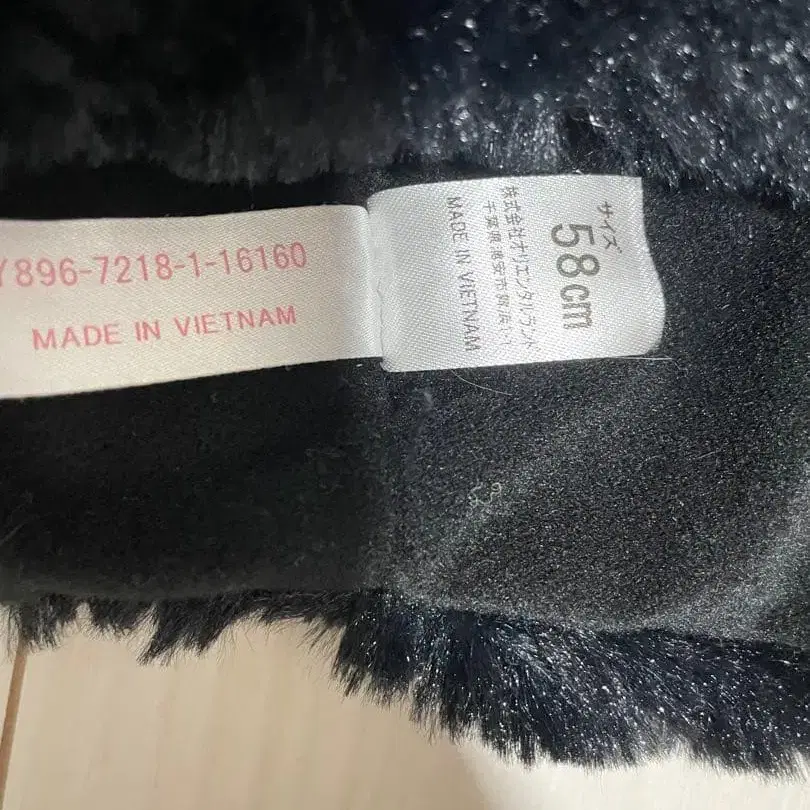 Y896-7218-1-16160
MADE IN VIETNAM
サイズ
58cm
株式会社オリエンタルランド
千葉県浦安市舞浜1-1
MADE IN VIETNAM